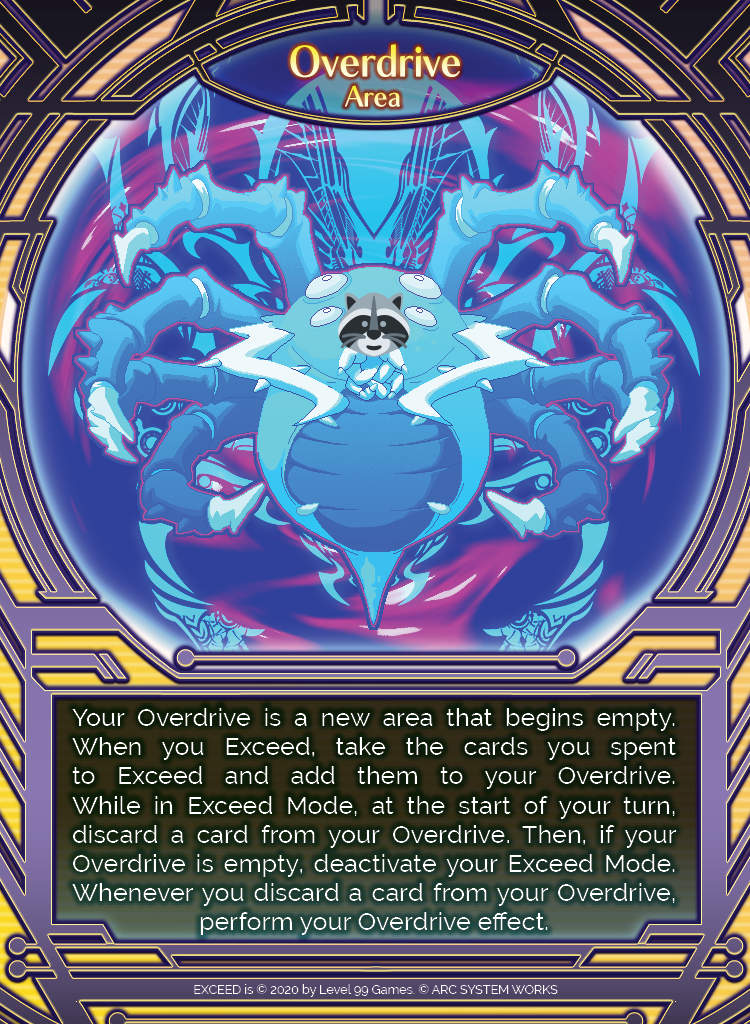 Overdrive
Area
Your Overdrive is a new area that begins empty.
When you Exceed, take the cards you spent
to Exceed and add them to your Overdrive.
While in Exceed Mode, at the start of your turn,
discard a card from your Overdrive. Then, if your
Overdrive is empty, deactivate your Exceed Mode.
Whenever you discard a card from your Overdrive,
perform your Overdrive effect.
EXCEED is © 2020 by Level 99 Games. © ARC SYSTEM WORKS